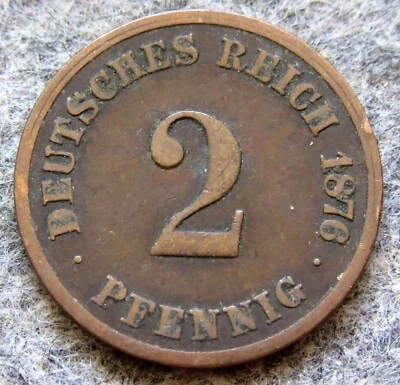 DEUTSCHES REICH 1876
2
· PFENNIG ·